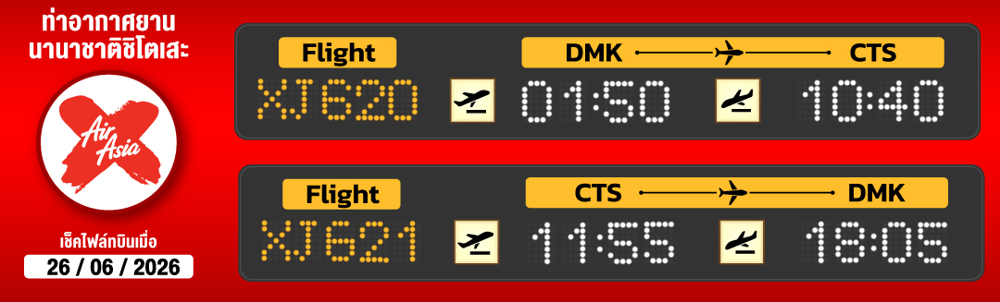 ท่าอากาศยาน
นานาชาติชิโตเสะ
Air
Asia
เช็คไฟล์ทบินเมื่อ
26 / 06 / 2026
Flight DMK CTS
XJ620 01:50 10:40
Flight CTS DMK
XJ621 11:55 18:05